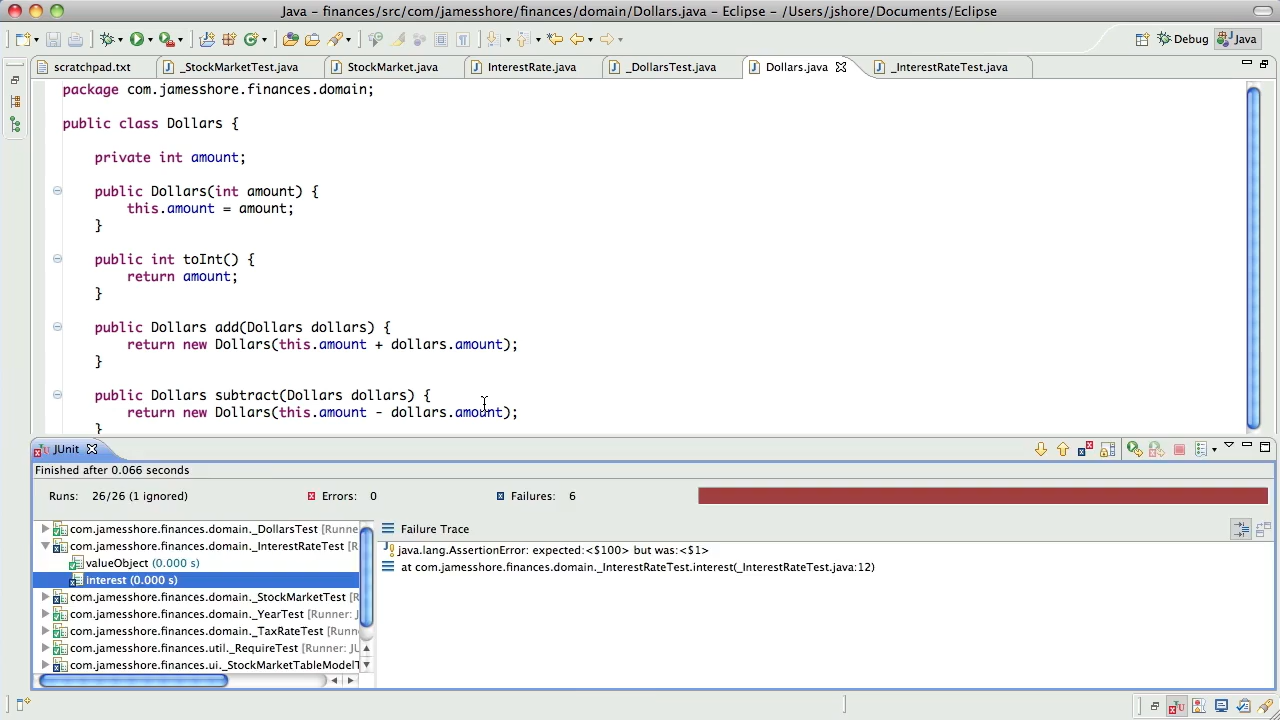 Java – finances/src/com/jamesshore/finances/domain/Dollars.java – Eclipse – /Users/jshore/Documents/Eclipse
Debug Java
scratchpad.txt _StockMarketTest.java StockMarket.java InterestRate.java _DollarsTest.java Dollars.java _InterestRateTest.java
package com.jamesshore.finances.domain;
public class Dollars {
private int amount;
public Dollars(int amount) {
this.amount = amount;
}
public int toInt() {
return amount;
}
public Dollars add(Dollars dollars) {
return new Dollars(this.amount + dollars.amount);
}
public Dollars subtract(Dollars dollars) {
return new Dollars(this.amount - dollars.amount);
}
JUnit
Finished after 0.066 seconds
Runs: 26/26 (1 ignored) Errors: 0 Failures: 6
com.jamesshore.finances.domain._DollarsTest [Runner
com.jamesshore.finances.domain._InterestRateTest [R
valueObject (0.000 s)
interest (0.000 s)
com.jamesshore.finances.domain._StockMarketTest [R
com.jamesshore.finances.domain._YearTest [Runner: J
com.jamesshore.finances.domain._TaxRateTest [Runn
com.jamesshore.finances.util._RequireTest [Runner: JU
com.jamesshore.finances.ui._StockMarketTableModelT
Failure Trace
java.lang.AssertionError: expected:<$100> but was:<$1>
at com.jamesshore.finances.domain._InterestRateTest.interest(_InterestRateTest.java:12)